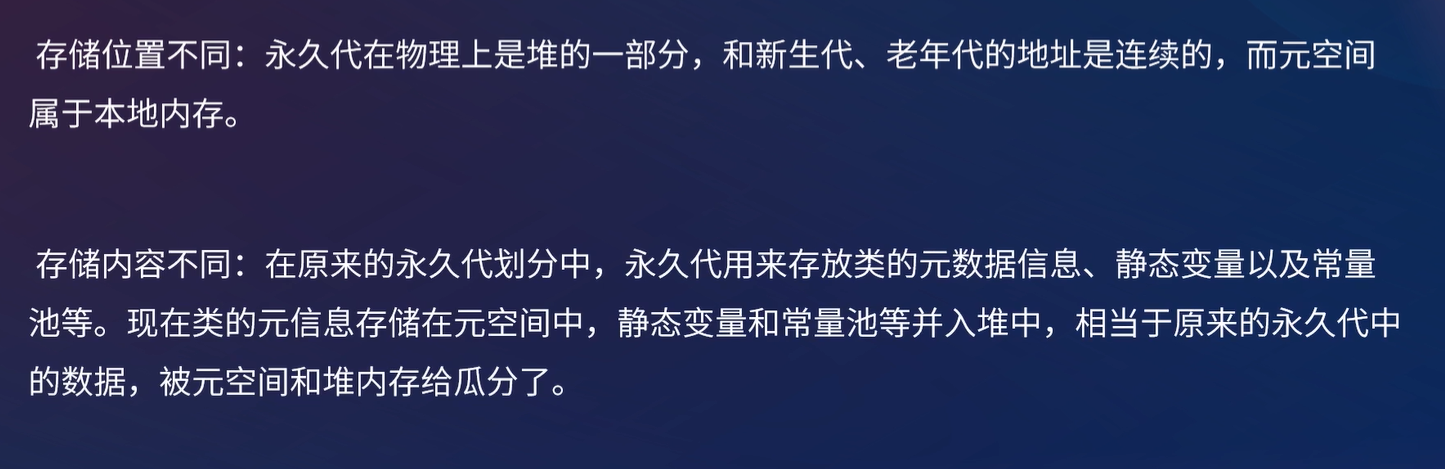 存储位置不同：永久代在物理上是堆的一部分，和新生代、老年代的地址是连续的，而元空间
属于本地内存。
存储内容不同：在原来的永久代划分中，永久代用来存放类的元数据信息、静态变量以及常量
池等。现在类的元信息存储在元空间中，静态变量和常量池等并入堆中，相当于原来的永久代中
的数据，被元空间和堆内存给瓜分了。